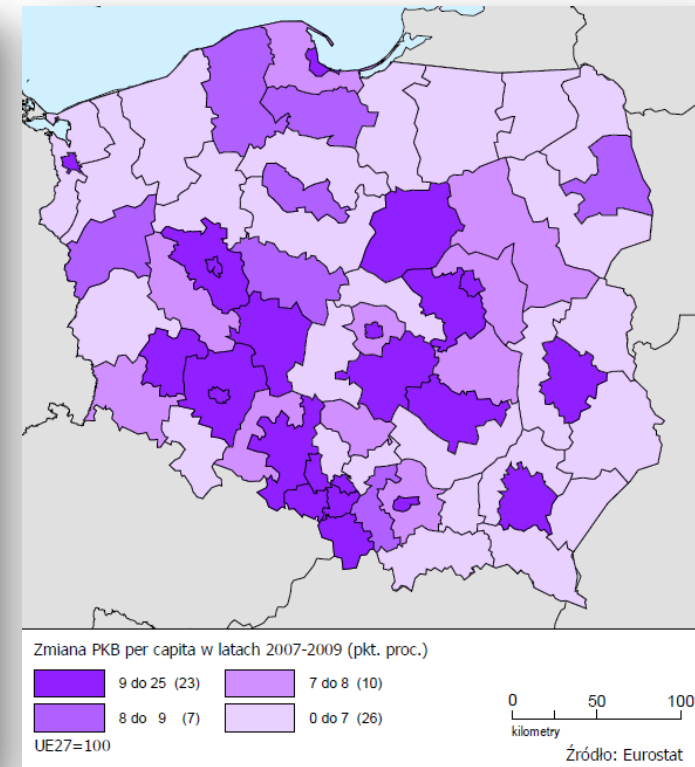 Zmiana PKB per capita w latach 2007-2009 (pkt. proc.)
9 do 25 (23)
7 do 8 (10)
8 do 9 (7)
0 do 7 (26)
UE27=100
0 50 100
kilometry
Źródło: Eurostat